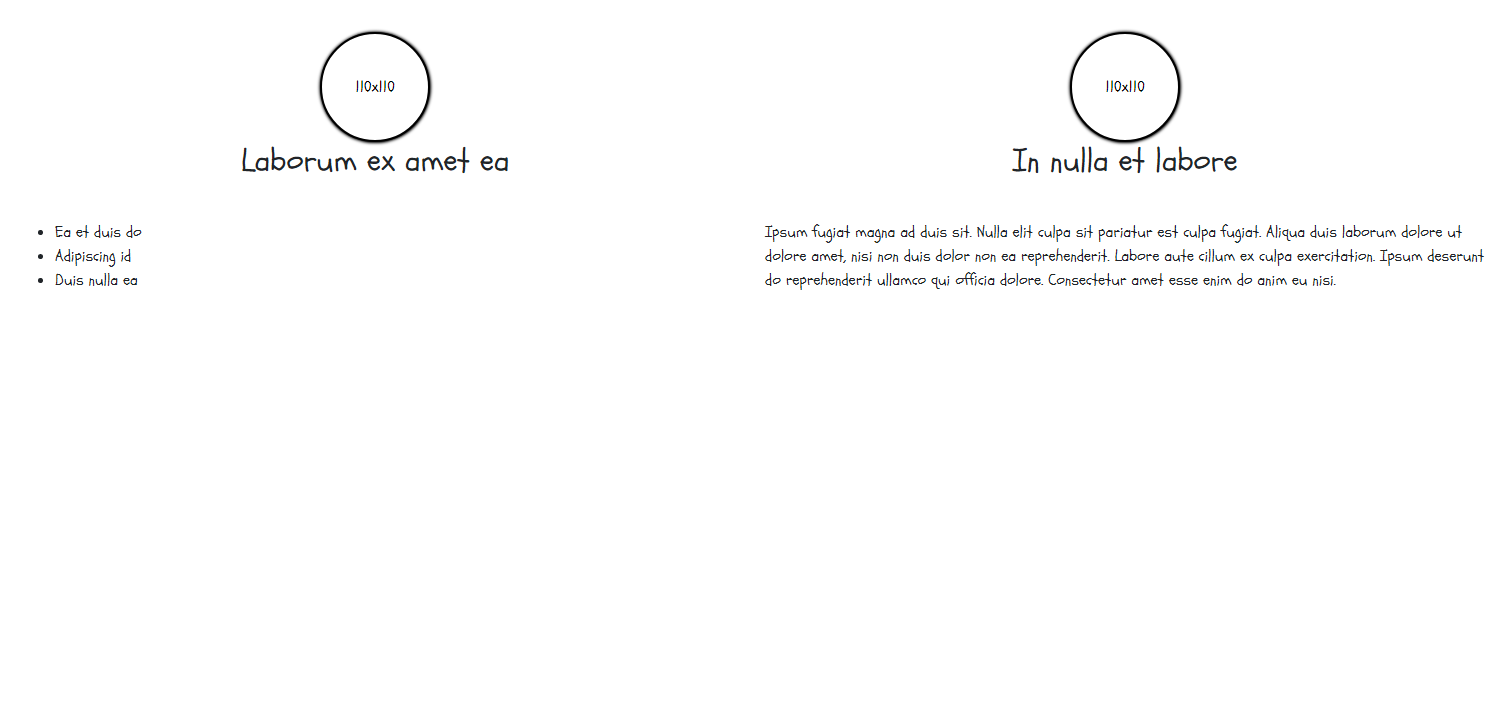 110x110
Laborum ex amet ea
Ea et duis do
Adipiscing id
Duis nulla ea
110x110
In nulla et labore
Ipsum fugiat magna ad duis sit. Nulla elit culpa sit pariatur est culpa fugiat. Aliqua duis laborum dolore ut
dolore amet, nisi non duis dolor non ea reprehenderit. Labore aute cillum ex culpa exercitation. Ipsum deserunt
do reprehenderit ullamco qui officia dolore. Consectetur amet esse enim do anim eu nisi.